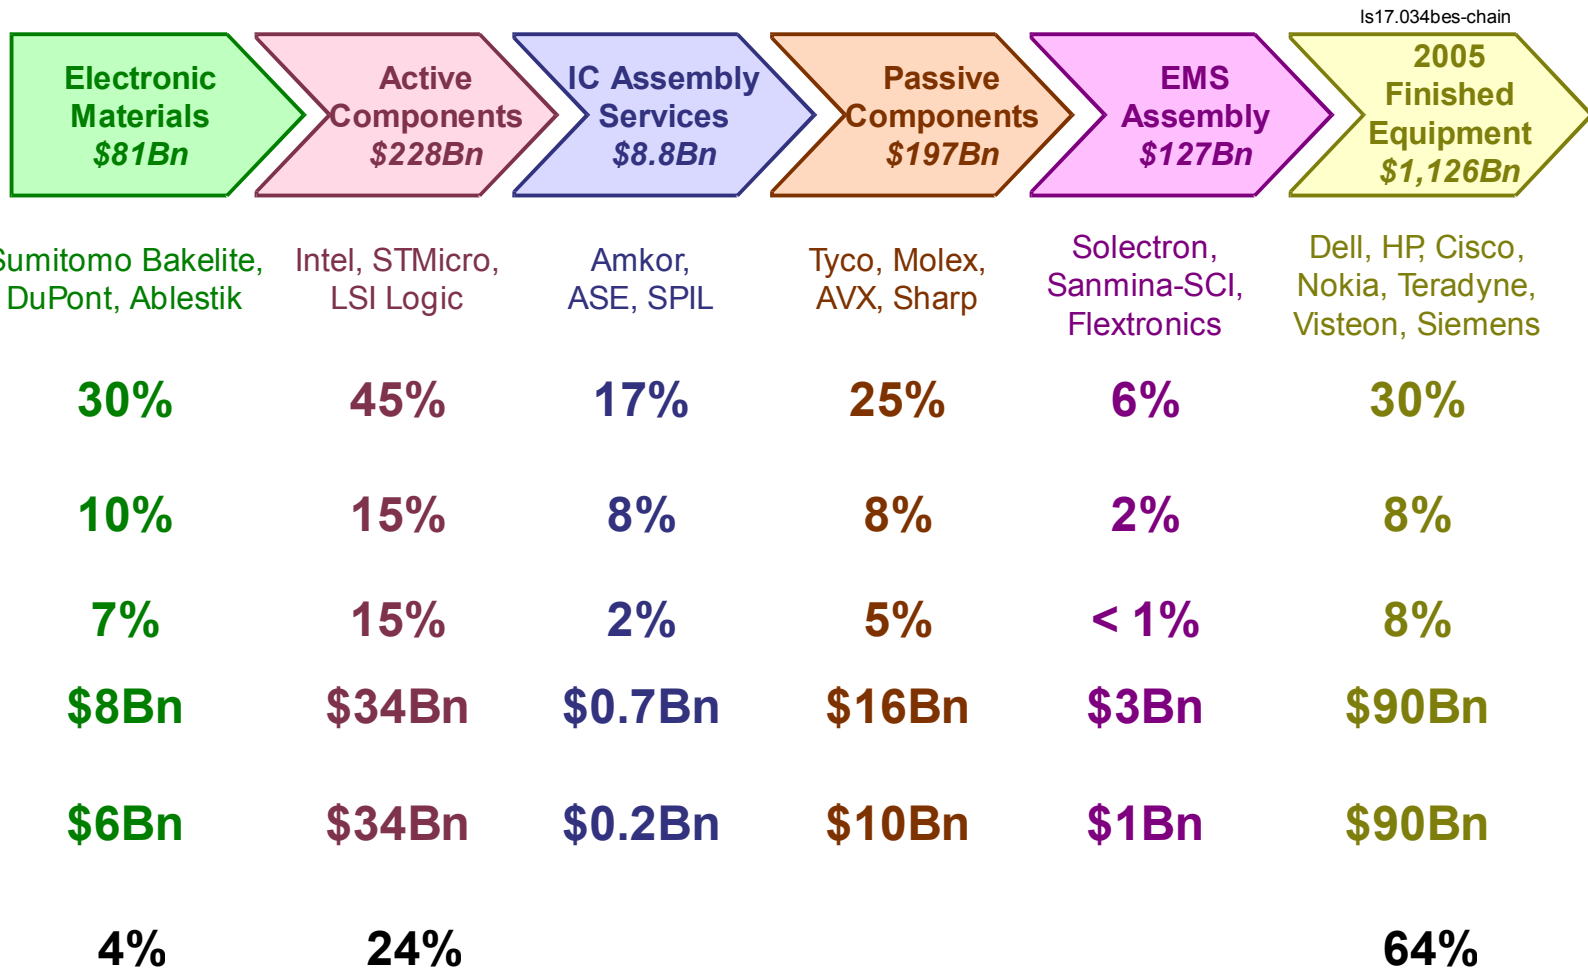 ls17.034bes-chain
Electronic
Materials
$81Bn
Active
Components
$228Bn
IC Assembly
Services
$8.8Bn
Passive
Components
$197Bn
EMS
Assembly
$127Bn
2005
Finished
Equipment
$1,126Bn
Sumitomo Bakelite,
DuPont, Ablestik
Intel, STMicro,
LSI Logic
Amkor,
ASE, SPIL
Tyco, Molex,
AVX, Sharp
Solectron,
Sanmina-SCI,
Flextronics
Dell, HP, Cisco,
Nokia, Teradyne,
Visteon, Siemens
30% 45% 17% 25% 6% 30%
10% 15% 8% 8% 2% 8%
7% 15% 2% 5% < 1% 8%
$8Bn $34Bn $0.7Bn $16Bn $3Bn $90Bn
$6Bn $34Bn $0.2Bn $10Bn $1Bn $90Bn
4% 24% 64%